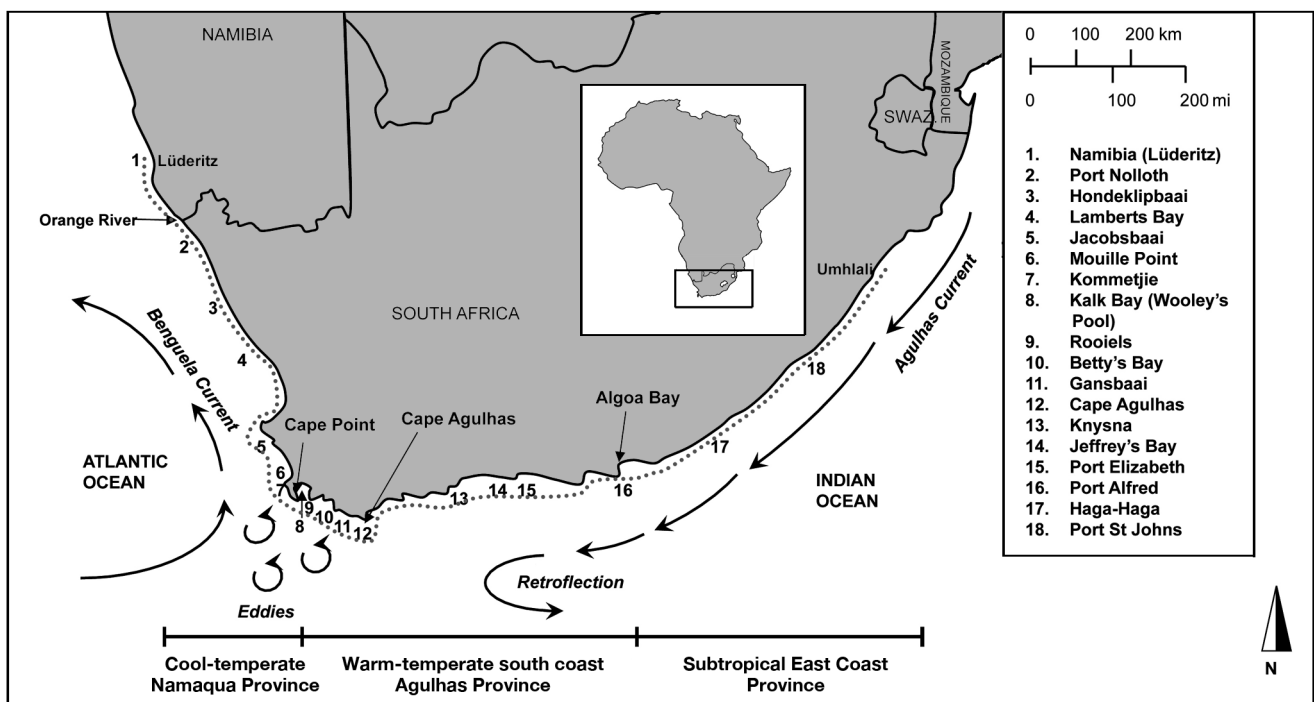 NAMIBIA
MOZAMBIQUE
SWAZ.
1 Lüderitz
Orange River
2
3
4
5
6
7
8
9
10
11
12
13
14
15
16
17
18
Umhlali
SOUTH AFRICA
Benguela Current
Agulhas Current
Algoa Bay
Cape Point
Cape Agulhas
ATLANTIC
OCEAN
INDIAN
OCEAN
Retroflection
Eddies
Cool-temperate
Namaqua Province
Warm-temperate south coast
Agulhas Province
Subtropical East Coast
Province
0 100 200 km
0 100 200 mi
1. Namibia (Lüderitz)
2. Port Nolloth
3. Hondeklipbaai
4. Lamberts Bay
5. Jacobsbaai
6. Mouille Point
7. Kommetjie
8. Kalk Bay (Wooley’s
Pool)
9. Rooiels
10. Betty’s Bay
11. Gansbaai
12. Cape Agulhas
13. Knysna
14. Jeffrey’s Bay
15. Port Elizabeth
16. Port Alfred
17. Haga-Haga
18. Port St Johns
N